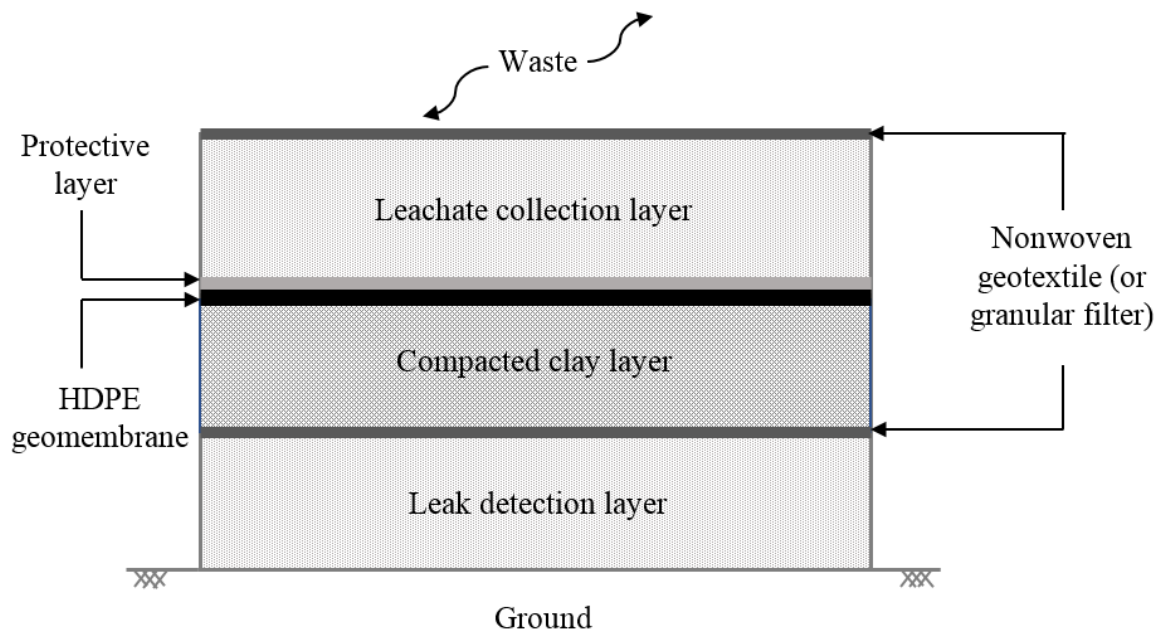 Waste
Protective
layer
Leachate collection layer
Nonwoven
geotextile (or
granular filter)
Compacted clay layer
HDPE
geomembrane
Leak detection layer
Ground